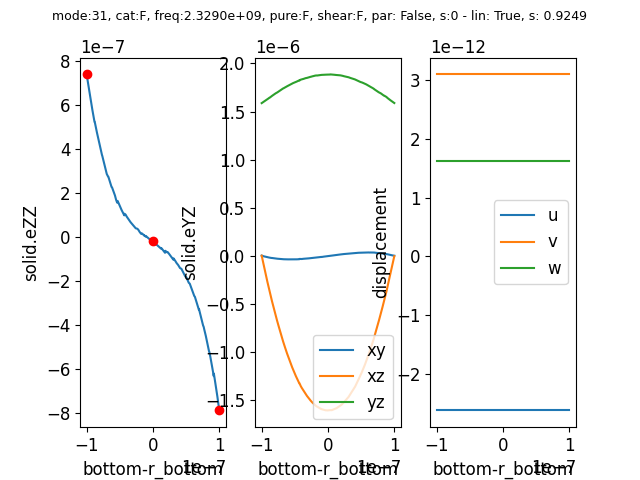 mode:31, cat:F, freq:2.3290e+09, pure:F, shear:F, par: False, s:0 - lin: True, s: 0.9249
1e−7
8
6
4
2
0
−2
−4
−6
−8
solid.eZZ
−1
0
1
1e−7
bottom-r_bottom
1e−6
2.0
1.5
1.0
0.5
0.0
−0.5
−1.0
−1.5
solid.eYZ
xy
xz
yz
−1
0
1
1e−7
bottom-r_bottom
1e−12
3
2
1
0
−1
−2
displacement
u
v
w
−1
0
1
1e−7
bottom-r_bottom